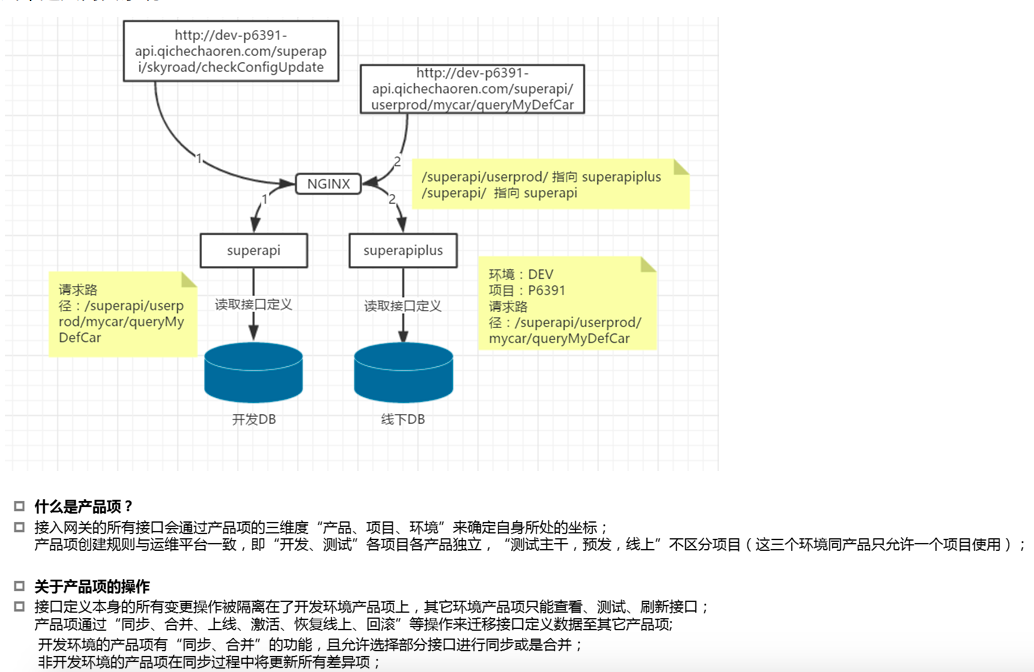 http://dev-p6391-
api.qichechaoren.com/superap
i/skyroad/checkConfigUpdate
http://dev-p6391-
api.qichechaoren.com/superapi/
userprod/mycar/queryMyDefCar
1
2
NGINX
/superapi/userprod/ 指向 superapiplus
/superapi/ 指向 superapi
1
2
superapi
superapiplus
请求路
径：/superapi/userp
rod/mycar/queryMy
DefCar
读取接口定义
读取接口定义
环境：DEV
项目：P6391
请求路
径：/superapi/userprod/
mycar/queryMyDefCar
开发DB
线下DB
什么是产品项？
接入网关的所有接口会通过产品项的三维度“产品、项目、环境”来确定自身所处的坐标；
产品项创建规则与运维平台一致，即“开发、测试”各项目各产品独立，“测试主干，预发，线上”不区分项目（这三个环境同产品只允许一个项目使用）；
关于产品项的操作
接口定义本身的所有变更操作被隔离在了开发环境产品项上，其它环境产品项只能查看、测试、刷新接口；
产品项通过“同步、合并、上线、激活、恢复线上、回滚”等操作来迁移接口定义数据至其它产品项;
开发环境的产品项有“同步、合并”的功能，且允许选择部分接口进行同步或是合并；
非开发环境的产品项在同步过程中将更新所有差异项；